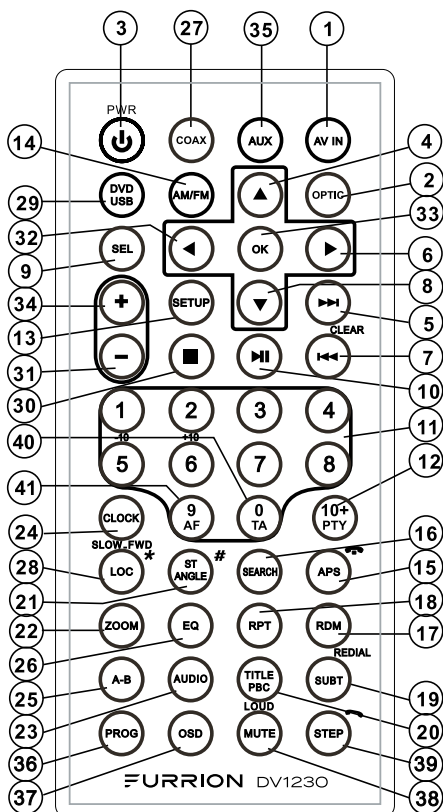 3 27 35 1
PWR
COAX AUX AV IN
14 4
DVD USB AM/FM OPTIC 2
29 33
32
SEL OK
9 6
34 + SETUP 8
13 5
CLEAR
31 − 7
30 10
1 2 3 4
-10 +10
40 11
5 6 7 8
12
41
CLOCK 9 AF 0 TA 10+ PTY
24
SLOW-FWD * # 16
28 LOC ST ANGLE SEARCH APS 15
21 18
22 ZOOM EQ RPT RDM 17
26 REDIAL
25 A-B AUDIO TITLE PBC SUBT 19
23 LOUD 20
36 PROG OSD MUTE STEP 39
37 FURRION DV1230 38